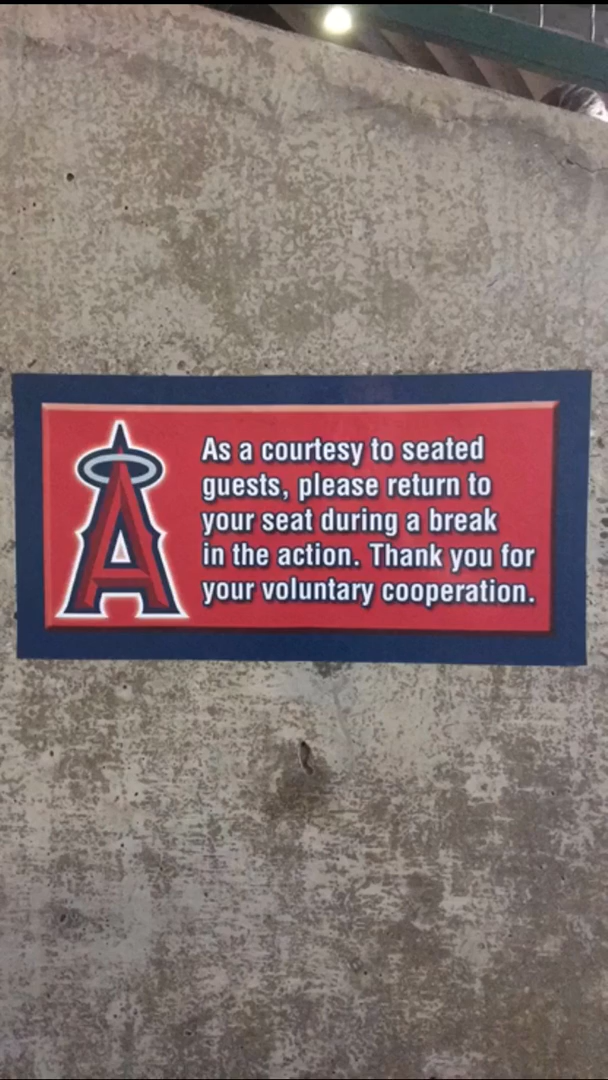 As a courtesy to seated
guests, please return to
your seat during a break
in the action. Thank you for
your voluntary cooperation.